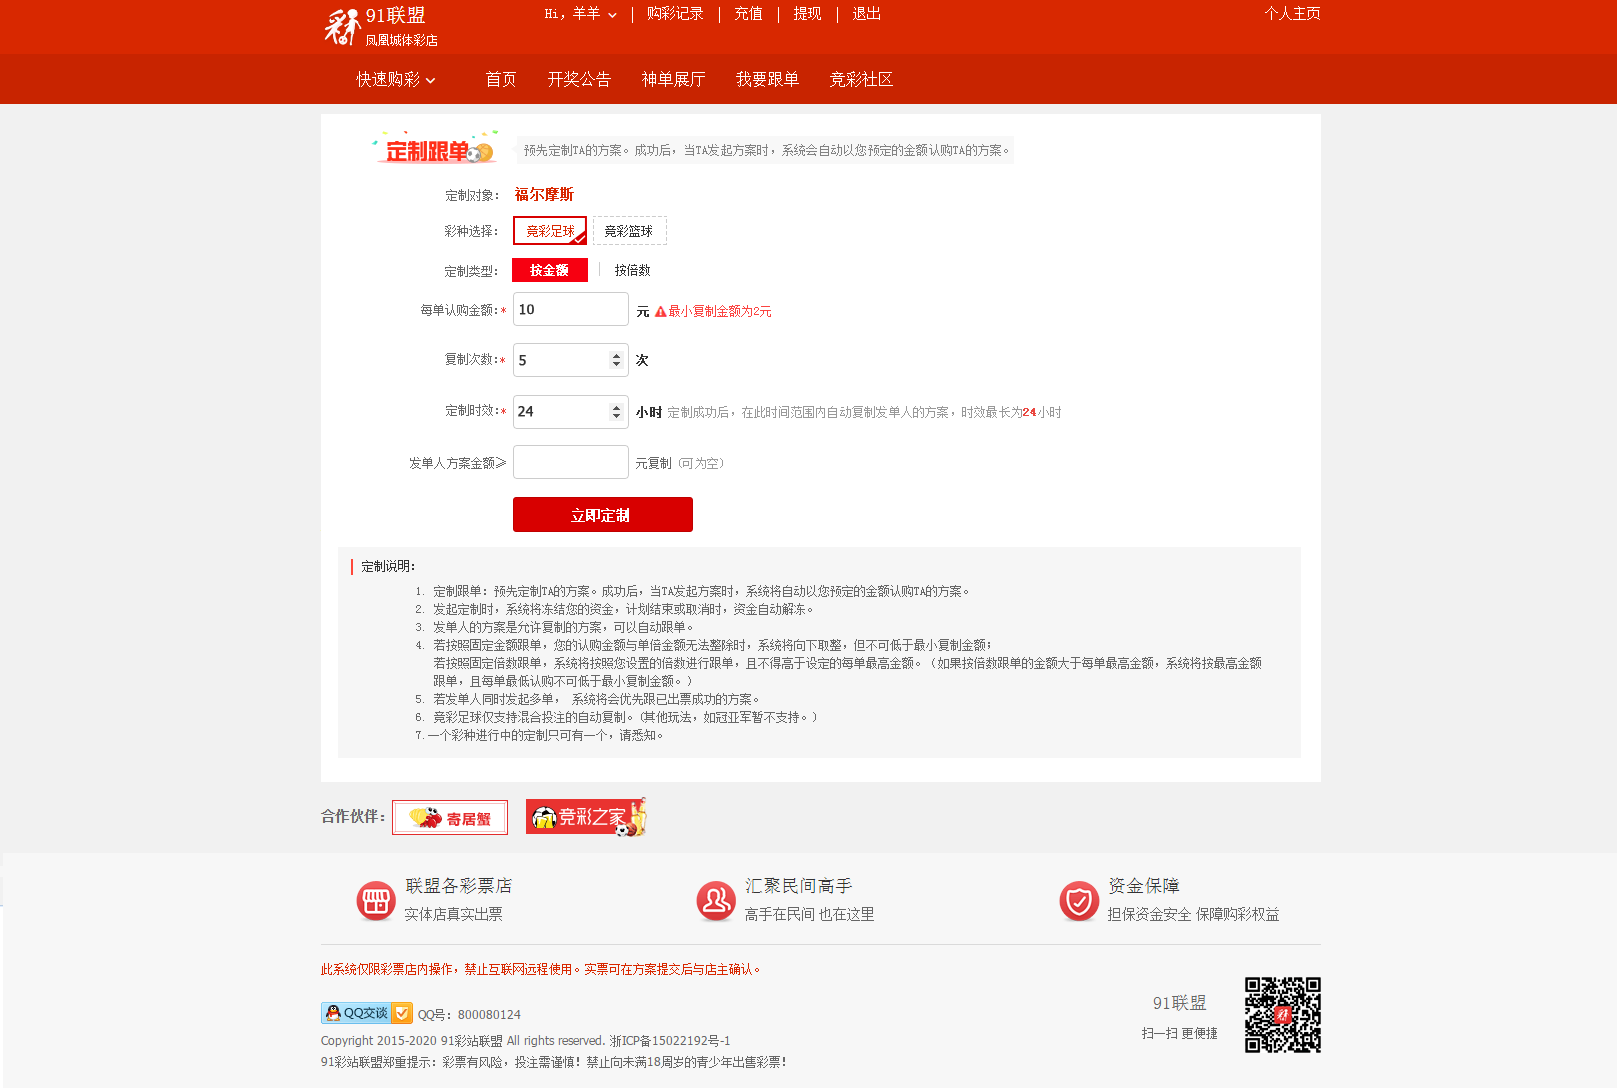 91联盟
凤凰城体彩店
Hi，羊羊 购彩记录 充值 提现 退出 个人主页
快速购彩 首页 开奖公告 神单展厅 我要跟单 竞彩社区
定制跟单 预先定制TA的方案。成功后，当TA发起方案时，系统会自动以您预定的金额认购TA的方案。
定制对象： 福尔摩斯
彩种选择： 竞彩足球 竞彩篮球
定制类型： 按金额 按倍数
每单认购金额:* 10 元 最小复制金额为2元
复制次数:* 5 次
定制时效:* 24 小时 定制成功后，在此时间范围内自动复制发单人的方案，时效最长为24小时
发单人方案金额≥ 元复制（可为空）
立即定制
定制说明：
1. 定制跟单：预先定制TA的方案。成功后，当TA发起方案时，系统将自动以您预定的金额认购TA的方案。
2. 发起定制时，系统将冻结您的资金，计划结束或取消时，资金自动解冻。
3. 发单人的方案是允许复制的方案，可以自动跟单。
4. 若按照固定金额跟单，您的认购金额与单倍金额无法整除时，系统将向下取整，但不可低于最小复制金额；
若按照固定倍数跟单，系统将按照您设置的倍数进行跟单，且不得高于设定的每单最高金额。（如果按倍数跟单的金额大于每单最高金额，系统将按最高金额
跟单，且每单最低认购不可低于最小复制金额。）
5. 若发单人同时发起多单， 系统将会优先跟已出票成功的方案。
6. 竞彩足球仅支持混合投注的自动复制。(其他玩法，如冠亚军暂不支持。）
7.一个彩种进行中的定制只可有一个，请悉知。
合作伙伴： 寄居蟹 竞彩之家
联盟各彩票店
实体店真实出票
汇聚民间高手
高手在民间 也在这里
资金保障
担保资金安全 保障购彩权益
此系统仅限彩票店内操作，禁止互联网远程使用。实票可在方案提交后与店主确认。
QQ交谈 QQ号：800080124
Copyright 2015-2020 91彩站联盟 All rights reserved. 浙ICP备15022192号-1
91彩站联盟郑重提示：彩票有风险，投注需谨慎！禁止向未满18周岁的青少年出售彩票！
91联盟
扫一扫 更便捷